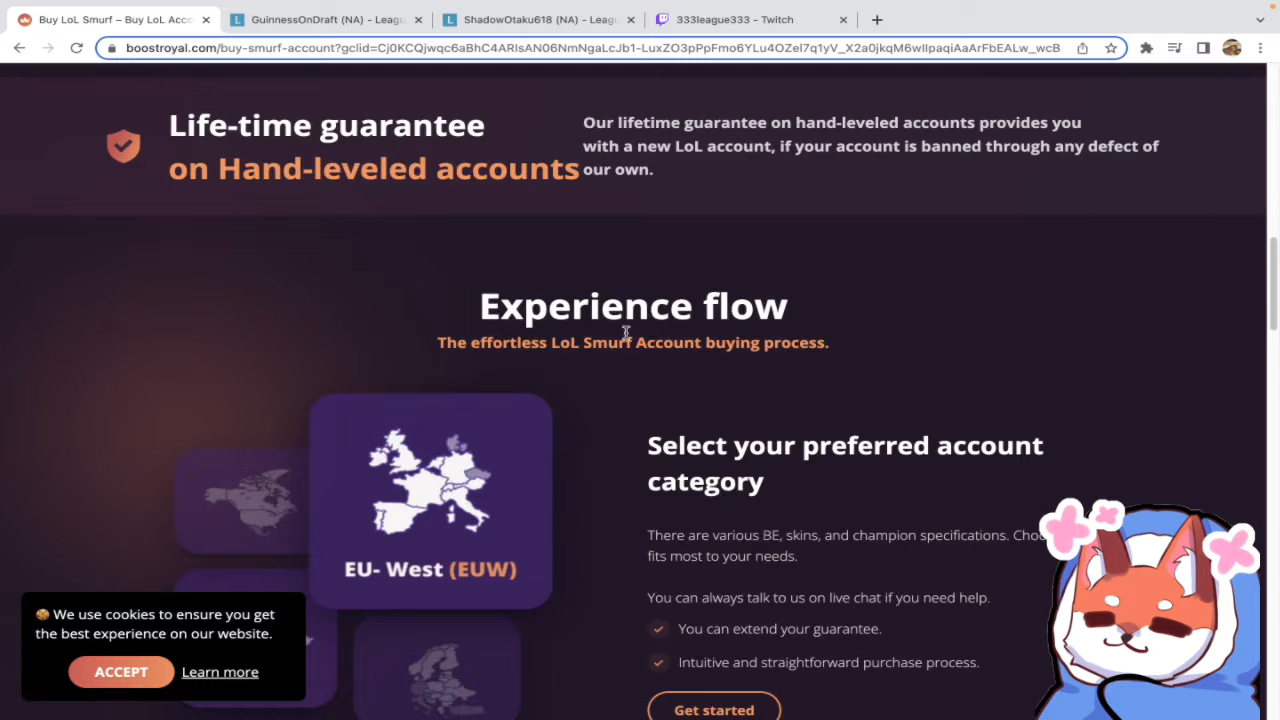 Buy LoL Smurf – Buy LoL Acco
GuinnessOnDraft (NA) - Leagu
ShadowOtaku618 (NA) - Leagu
333league333 - Twitch
boostroyal.com/buy-smurf-account?gclid=Cj0KCQjwqc6aBhC4ARIsAN06NmNgaLcJb1-LuxZO3pPpFmo6YLu4OZel7q1yV_X2a0jkqM6wIlpaqiAaArFbEALw_wcB
Life-time guarantee
on Hand-leveled accounts
Our lifetime guarantee on hand-leveled accounts provides you
with a new LoL account, if your account is banned through any defect of
our own.
Experience flow
The effortless LoL Smurf Account buying process.
EU- West (EUW)
Select your preferred account
category
There are various BE, skins, and champion specifications.
fits most to your needs.
You can always talk to us on live chat if you need help.
You can extend your guarantee.
Intuitive and straightforward purchase process.
Get started
We use cookies to ensure you get
the best experience on our website.
ACCEPT
Learn more